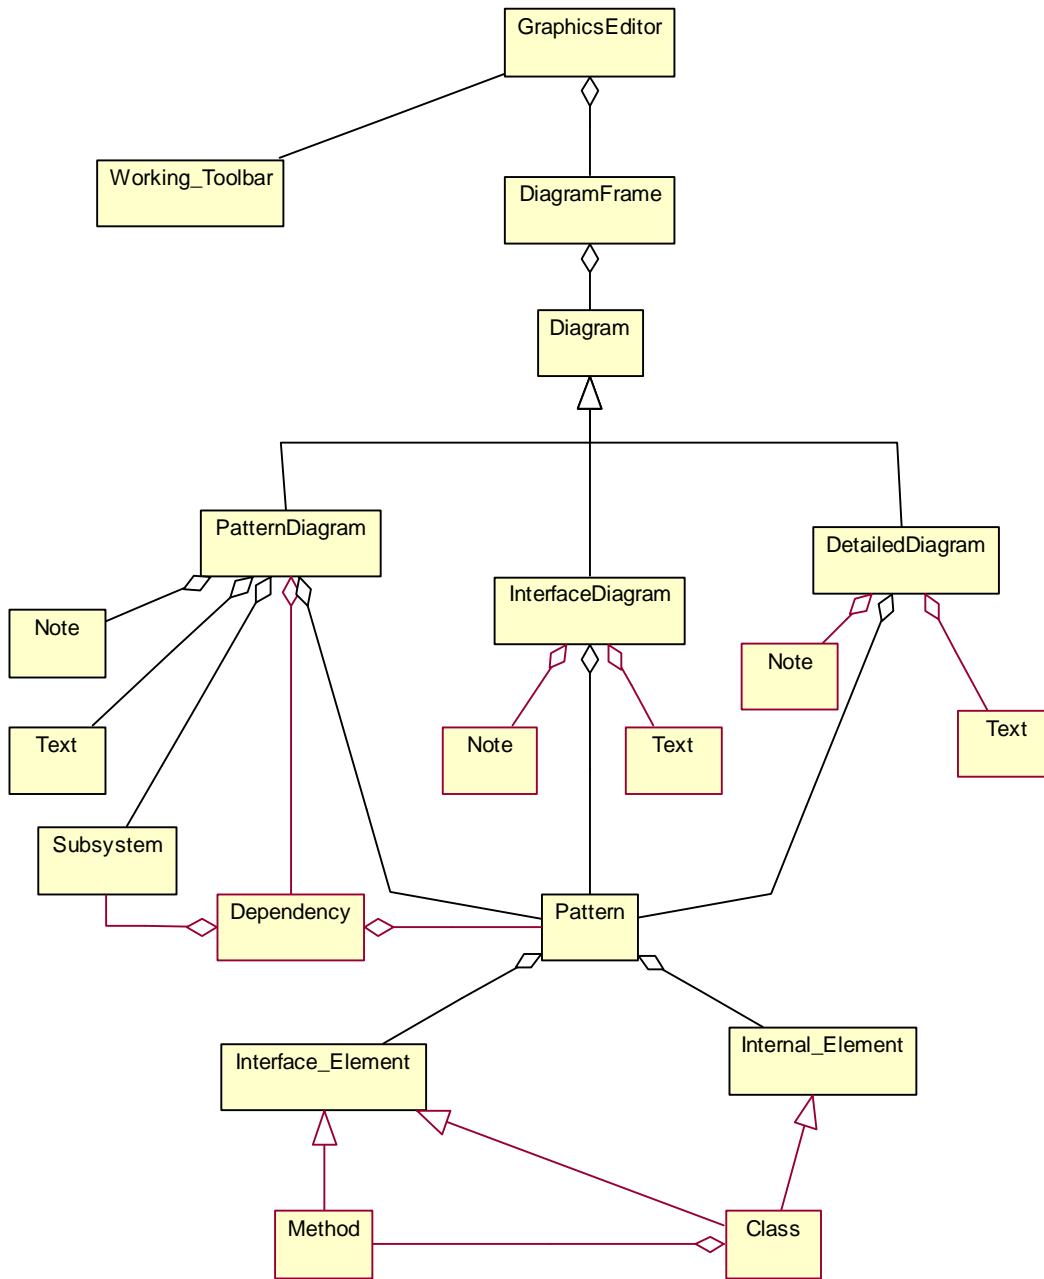 GraphicsEditor
Working_Toolbar
DiagramFrame
Diagram
PatternDiagram
DetailedDiagram
InterfaceDiagram
Note
Note
Text
Text
Note
Text
Subsystem
Dependency
Pattern
Interface_Element
Internal_Element
Method
Class